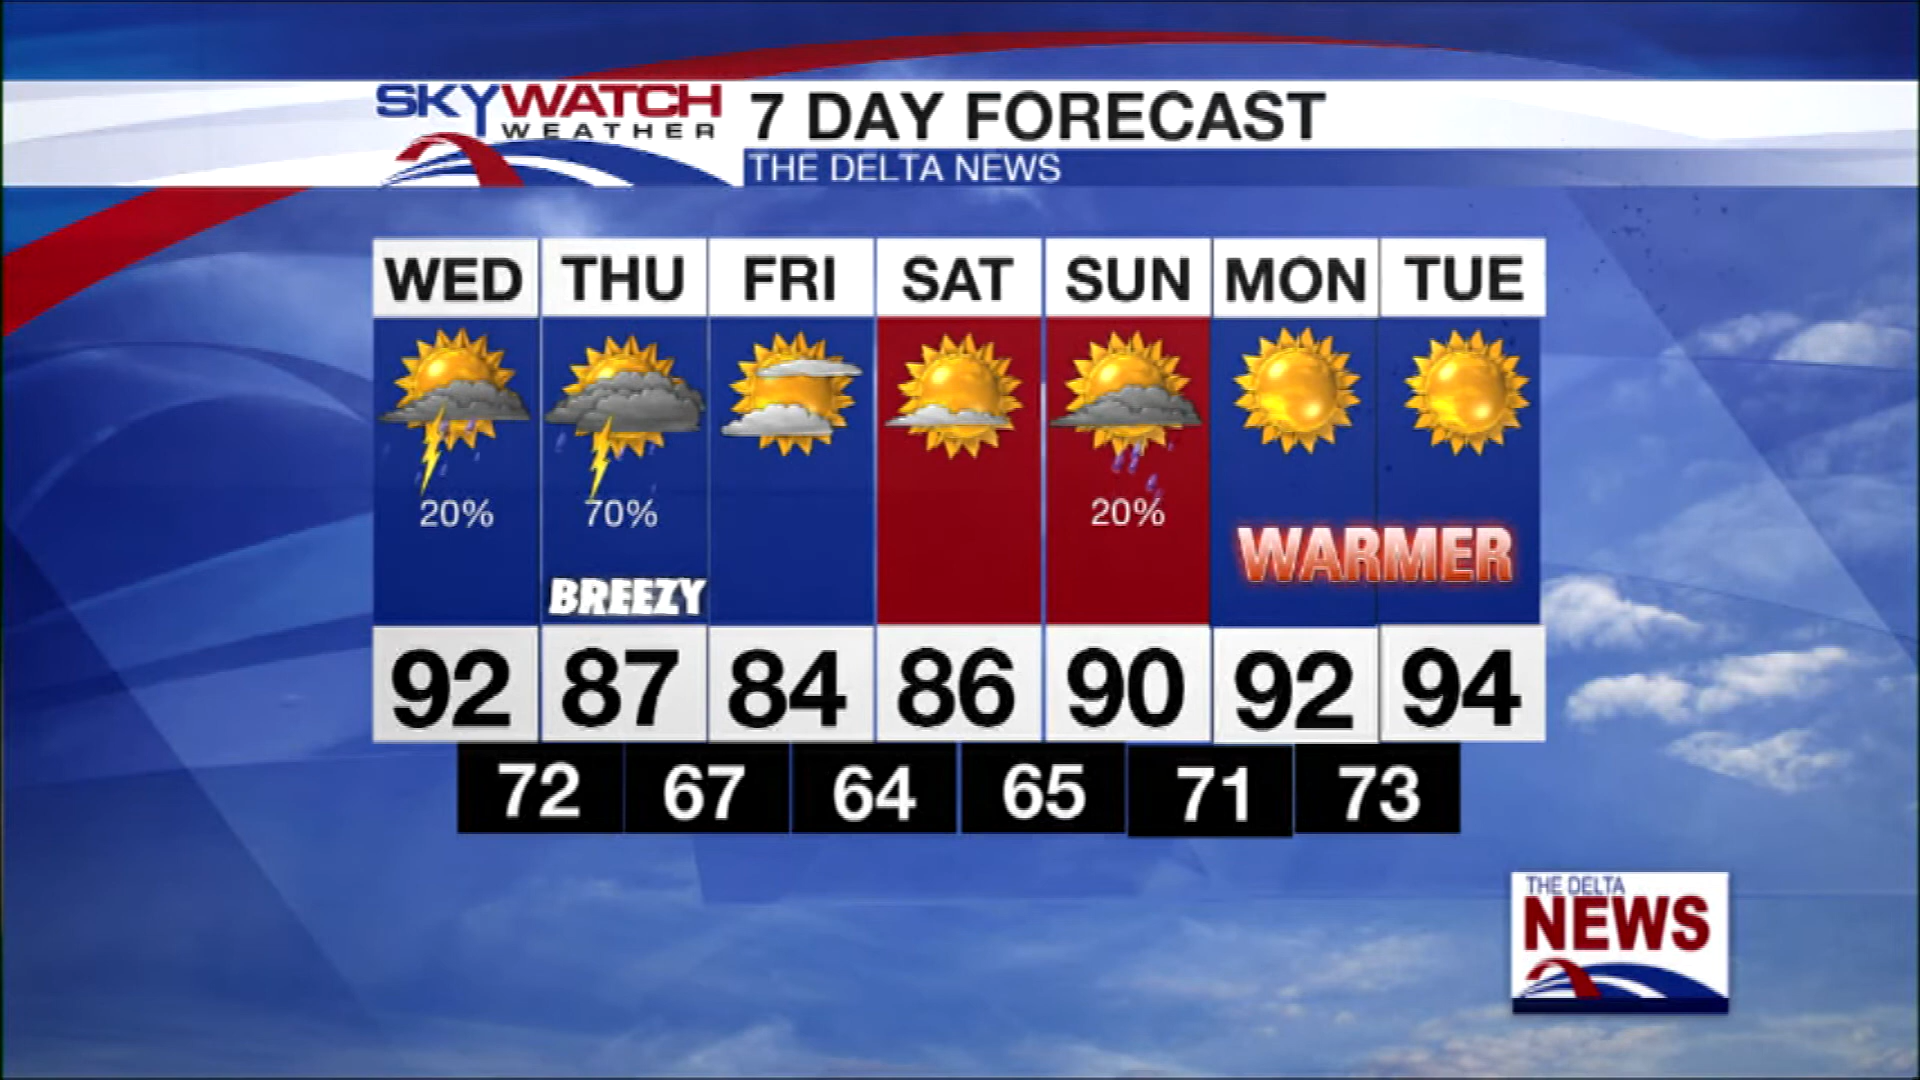 SKYWATCH
WEATHER
7 DAY FORECAST
THE DELTA NEWS
WED THU FRI SAT SUN MON TUE
20% 70% 20%
WARMER
BREEZY
92 87 84 86 90 92 94
72 67 64 65 71 73
THE DELTA
NEWS